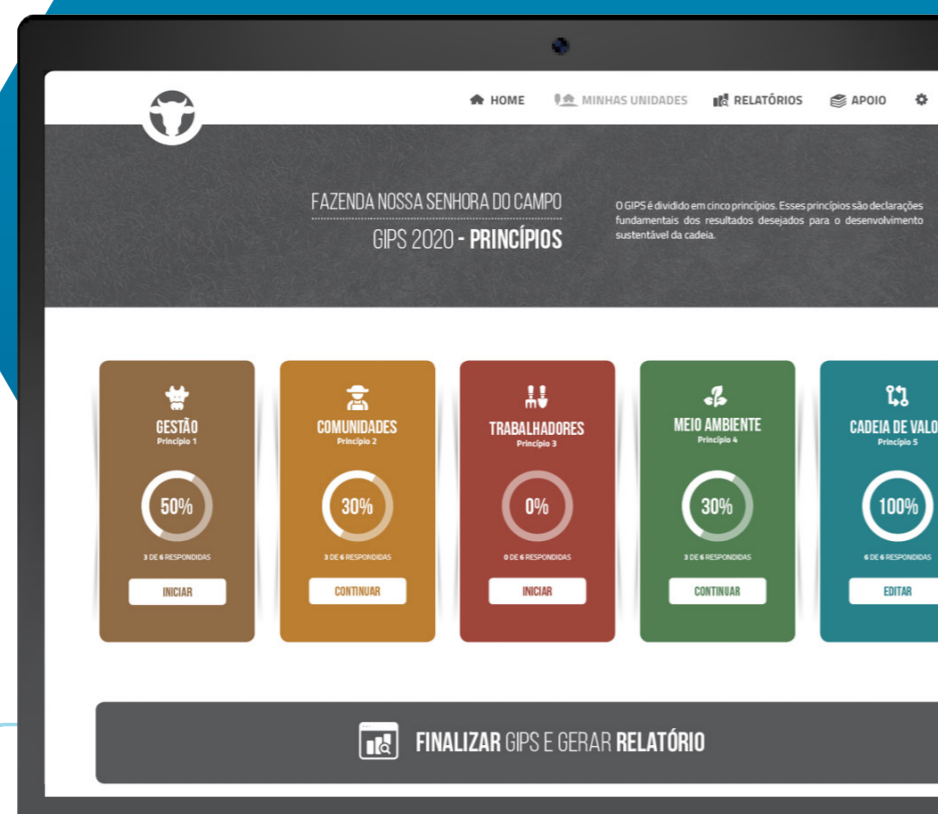 HOME MINHAS UNIDADES RELATÓRIOS APOIO
FAZENDA NOSSA SENHORA DO CAMPO
GIPS 2020 - PRINCÍPIOS
O GIPS é dividido em cinco princípios. Esses princípios são declarações
fundamentais dos resultados desejados para o desenvolvimento
sustentável da cadeia.
GESTÃO
Princípio 1
50%
3 DE 6 RESPONDIDAS
INICIAR
COMUNIDADES
Princípio 2
30%
3 DE 6 RESPONDIDAS
CONTINUAR
TRABALHADORES
Princípio 3
0%
0 DE 6 RESPONDIDAS
INICIAR
MEIO AMBIENTE
Princípio 4
30%
3 DE 6 RESPONDIDAS
CONTINUAR
CADEIA DE VALO
Princípio 5
100%
6 DE 6 RESPONDIDAS
EDITAR
FINALIZAR GIPS E GERAR RELATÓRIO